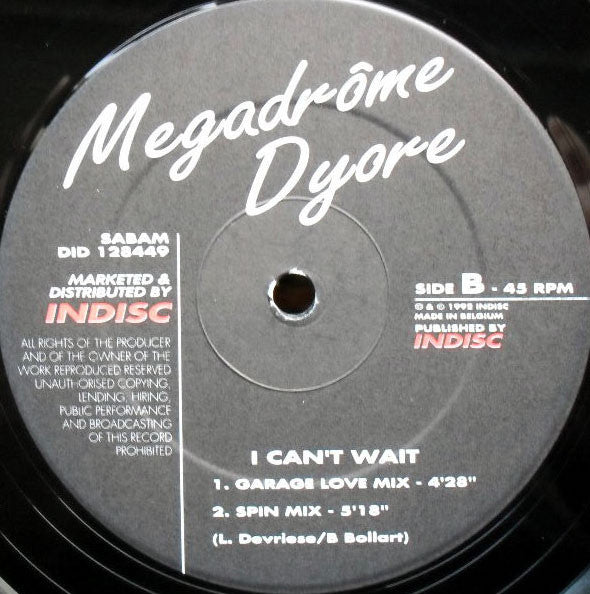 Megadrôme
Dyore
SABAM
DID 128449
MARKETED &
DISTRIBUTED BY
INDISC
ALL RIGHTS OF THE PRODUCER
AND OF THE OWNER OF THE
WORK REPRODUCED RESERVED
UNAUTHORISED COPYING,
LENDING, HIRING,
PUBLIC PERFORMANCE
AND BROADCASTING
OF THIS RECORD
PROHIBITED
SIDE B - 45 RPM
℗ & © 1992 INDISC
MADE IN BELGIUM
PUBLISHED BY
INDISC
I CAN'T WAIT
1. GARAGE LOVE MIX - 4'28"
2. SPIN MIX - 5'18"
(L. Devriese/B Bollart)